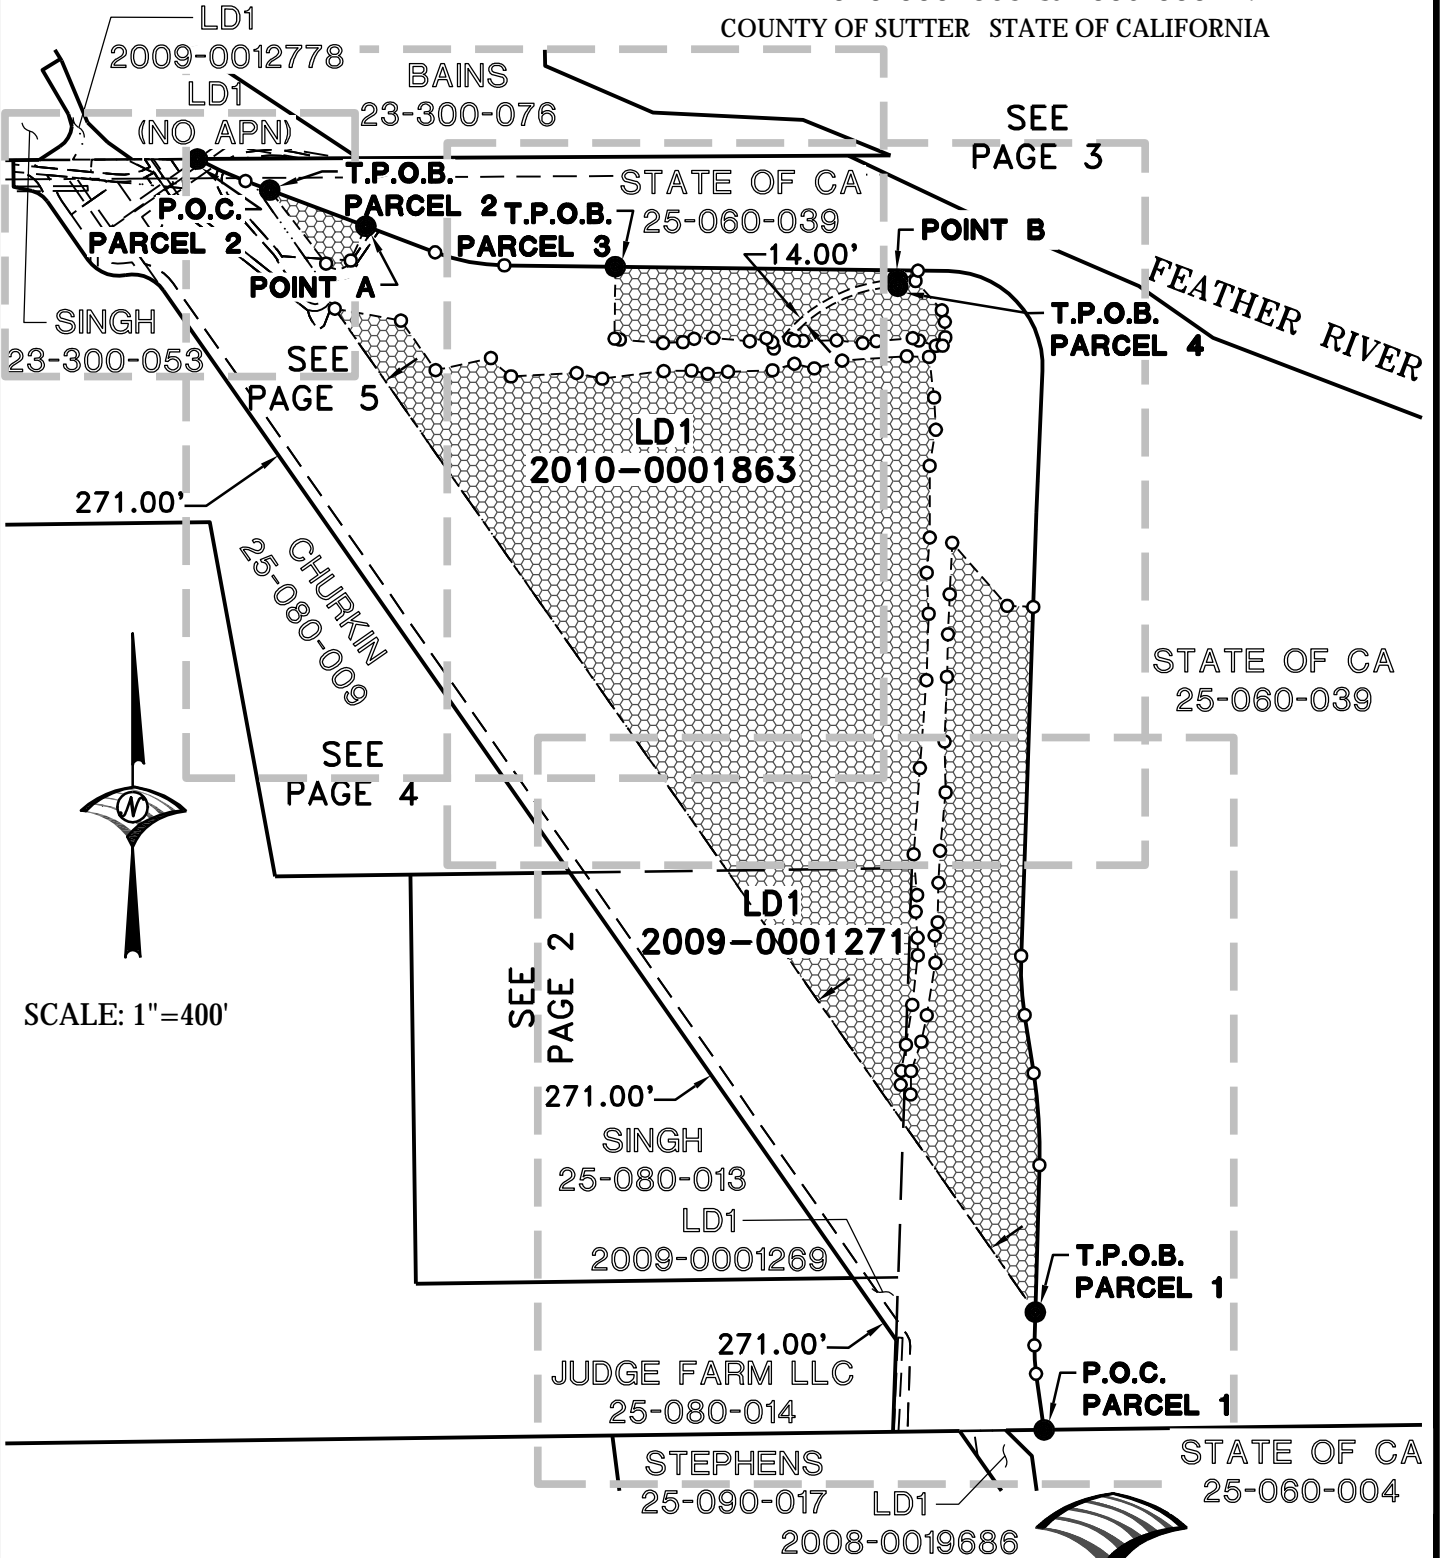 COUNTY OF SUTTER STATE OF CALIFORNIA
LD1
2009-0012778
LD1
(NO APN)
BAINS
23-300-076
SEE
PAGE 3
T.P.O.B.
PARCEL 2
P.O.C.
PARCEL 2
T.P.O.B.
PARCEL 3
STATE OF CA
25-060-039
14.00'
POINT B
POINT A
T.P.O.B.
PARCEL 4
FEATHER RIVER
SINGH
23-300-053
SEE
PAGE 5
LD1
2010-0001863
271.00'
CHURKIN
25-080-009
STATE OF CA
25-060-039
SEE
PAGE 4
N
LD1
2009-0001271
SEE
PAGE 2
SCALE: 1"=400'
271.00'
SINGH
25-080-013
LD1
2009-0001269
T.P.O.B.
PARCEL 1
271.00'
JUDGE FARM LLC
25-080-014
P.O.C.
PARCEL 1
STEPHENS
25-090-017
LD1
2008-0019686
STATE OF CA
25-060-004